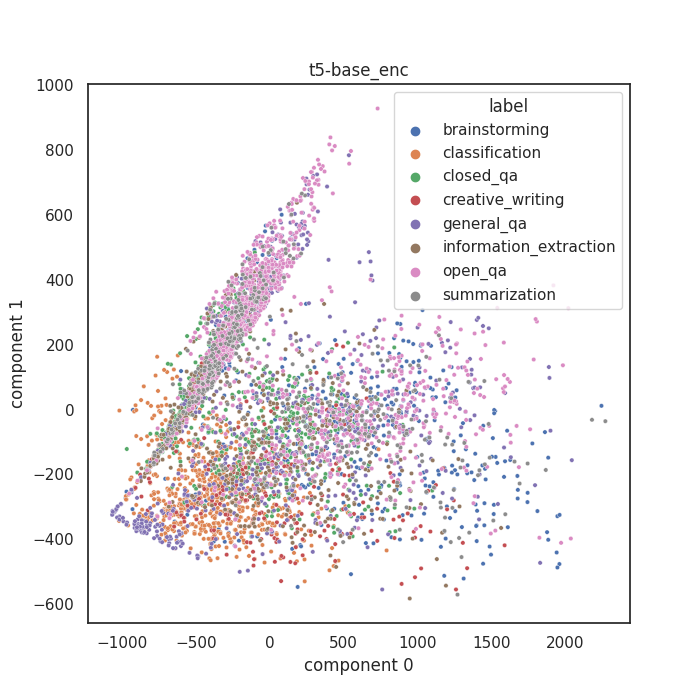 t5-base_enc
label
brainstorming
classification
closed_qa
creative_writing
general_qa
information_extraction
open_qa
summarization
component 1
1000
800
600
400
200
0
−200
−400
−600
−1000
−500
0
500
1000
1500
2000
component 0